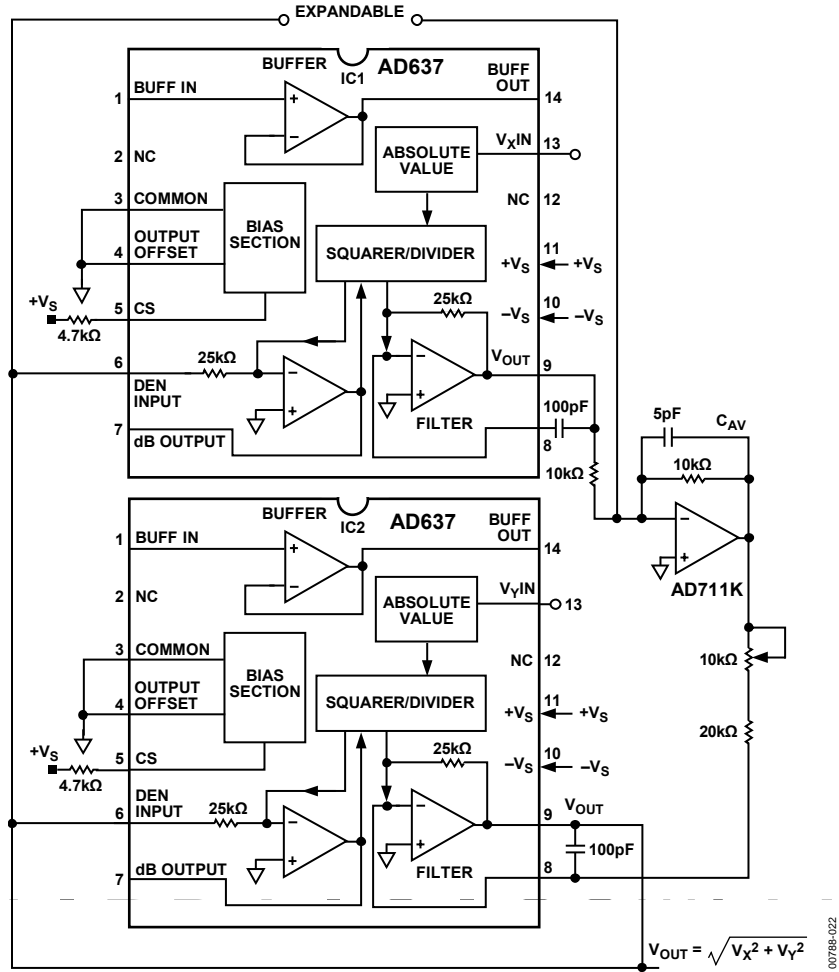 EXPANDABLE
BUFFER
IC1
AD637
BUFF
OUT
1
BUFF IN
+
−
14
ABSOLUTE
VALUE
VXIN
13
2
NC
3
COMMON
NC
12
BIAS
SECTION
4
OUTPUT
OFFSET
SQUARER/DIVIDER
11
+VS
+VS
+VS
5
CS
4.7kΩ
25kΩ
10
−VS
−VS
6
25kΩ
DEN
INPUT
−
+
−
+
VOUT
9
100pF
FILTER
8
7
dB OUTPUT
10kΩ
5pF
CAV
10kΩ
−
+
AD711K
BUFFER
IC2
AD637
BUFF
OUT
1
BUFF IN
+
−
14
ABSOLUTE
VALUE
VYIN
13
2
NC
3
COMMON
NC
12
10kΩ
BIAS
SECTION
4
OUTPUT
OFFSET
SQUARER/DIVIDER
11
+VS
+VS
20kΩ
+VS
5
CS
4.7kΩ
25kΩ
10
−VS
−VS
6
25kΩ
DEN
INPUT
−
+
−
+
9
VOUT
100pF
FILTER
8
7
dB OUTPUT
VOUT = √VX2 + VY2
00788-022